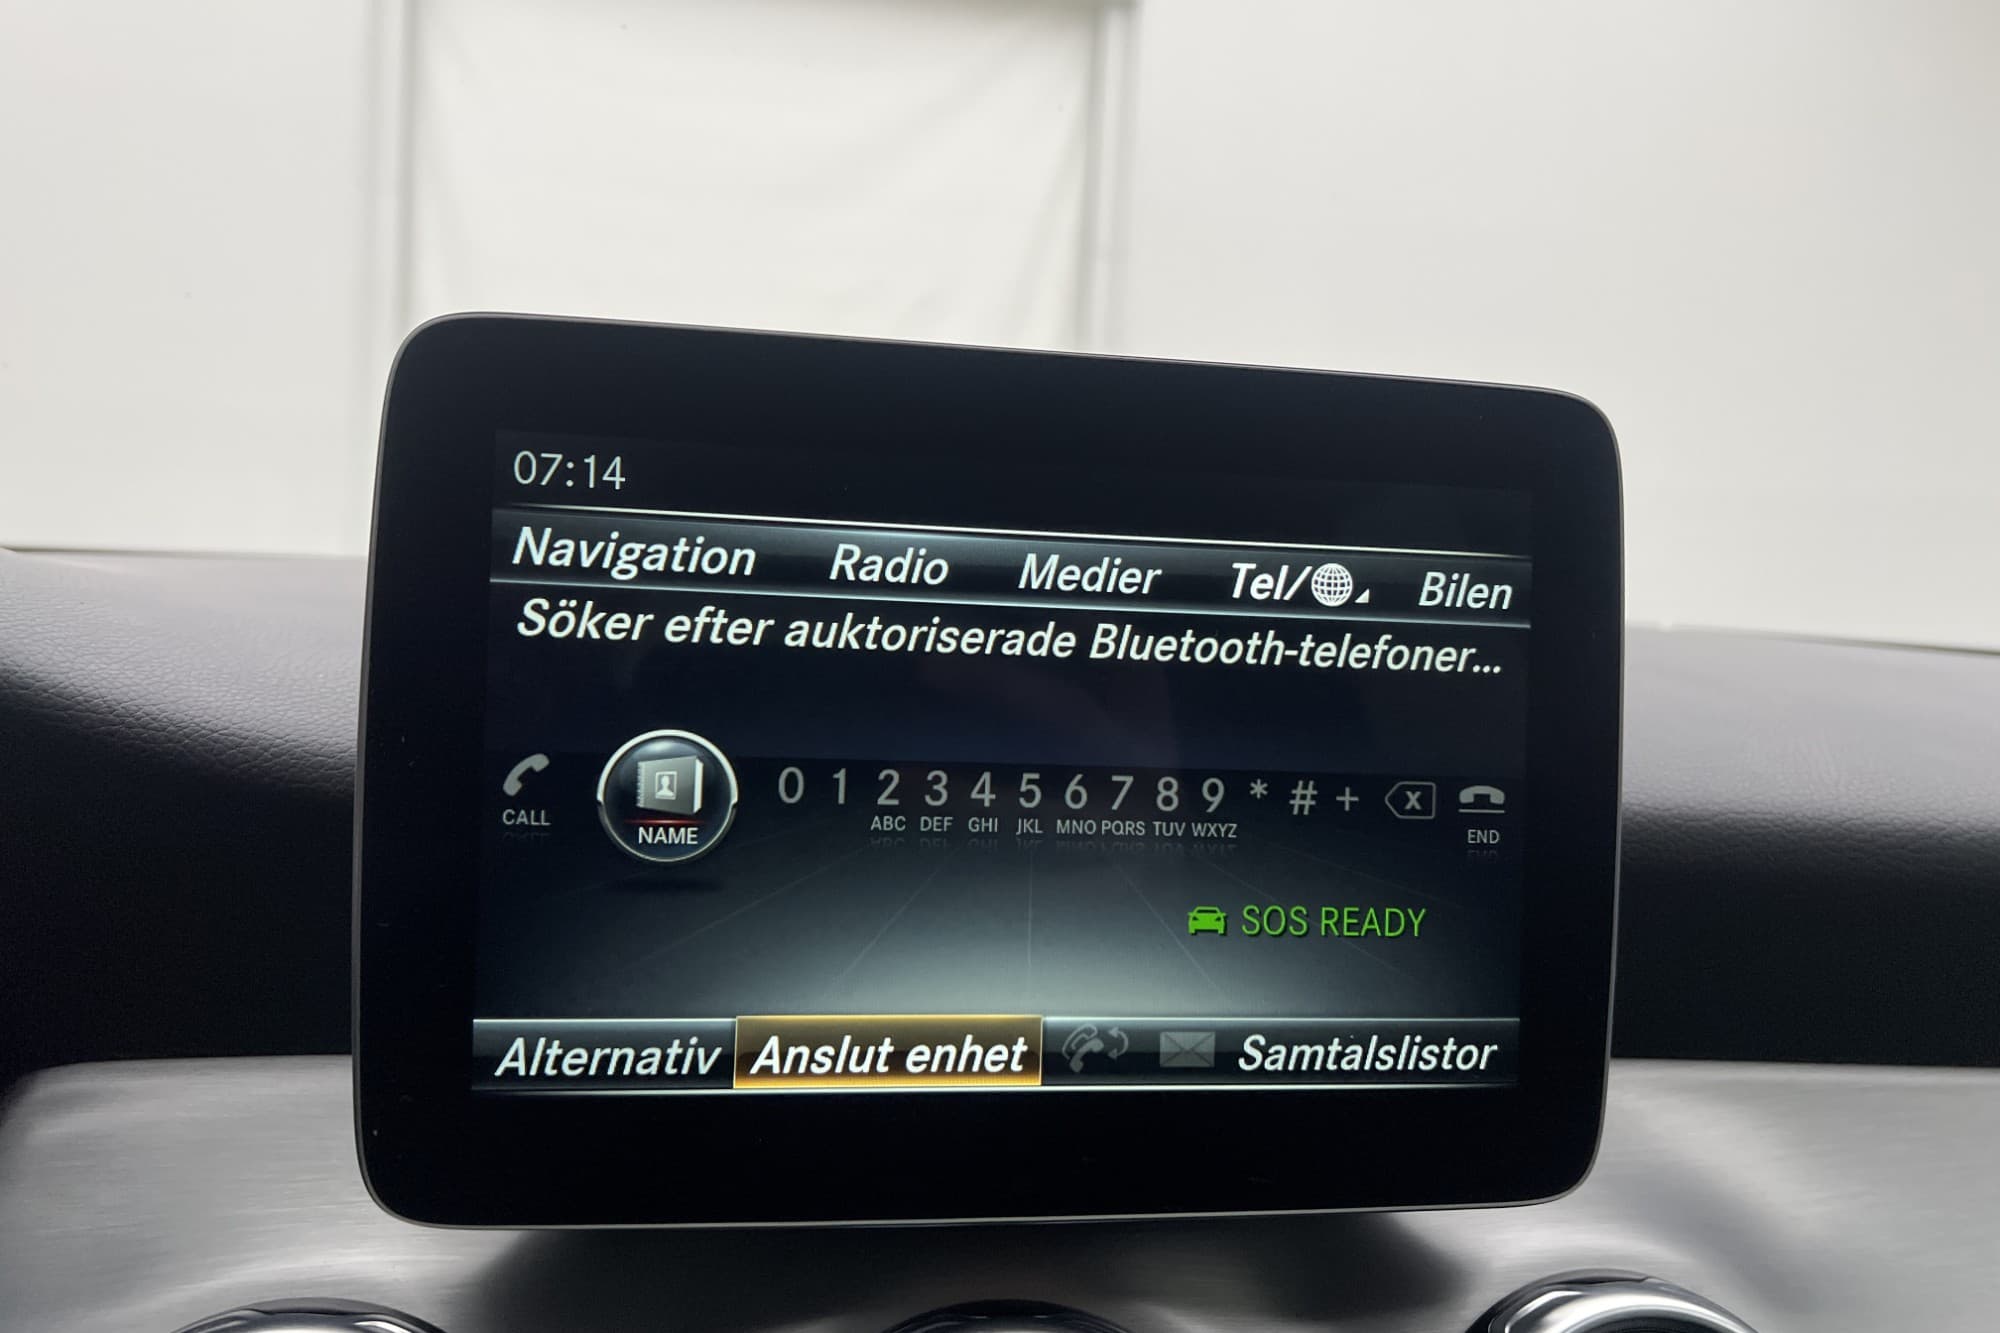 07:14
Navigation Radio Medier Tel/ Bilen
Söker efter auktoriserade Bluetooth-telefoner...
0 1 2 3 4 5 6 7 8 9 * # + x
CALL NAME ABC DEF GHI JKL MNO PQRS TUV WXYZ END
SOS READY
Alternativ Anslut enhet Samtalslistor